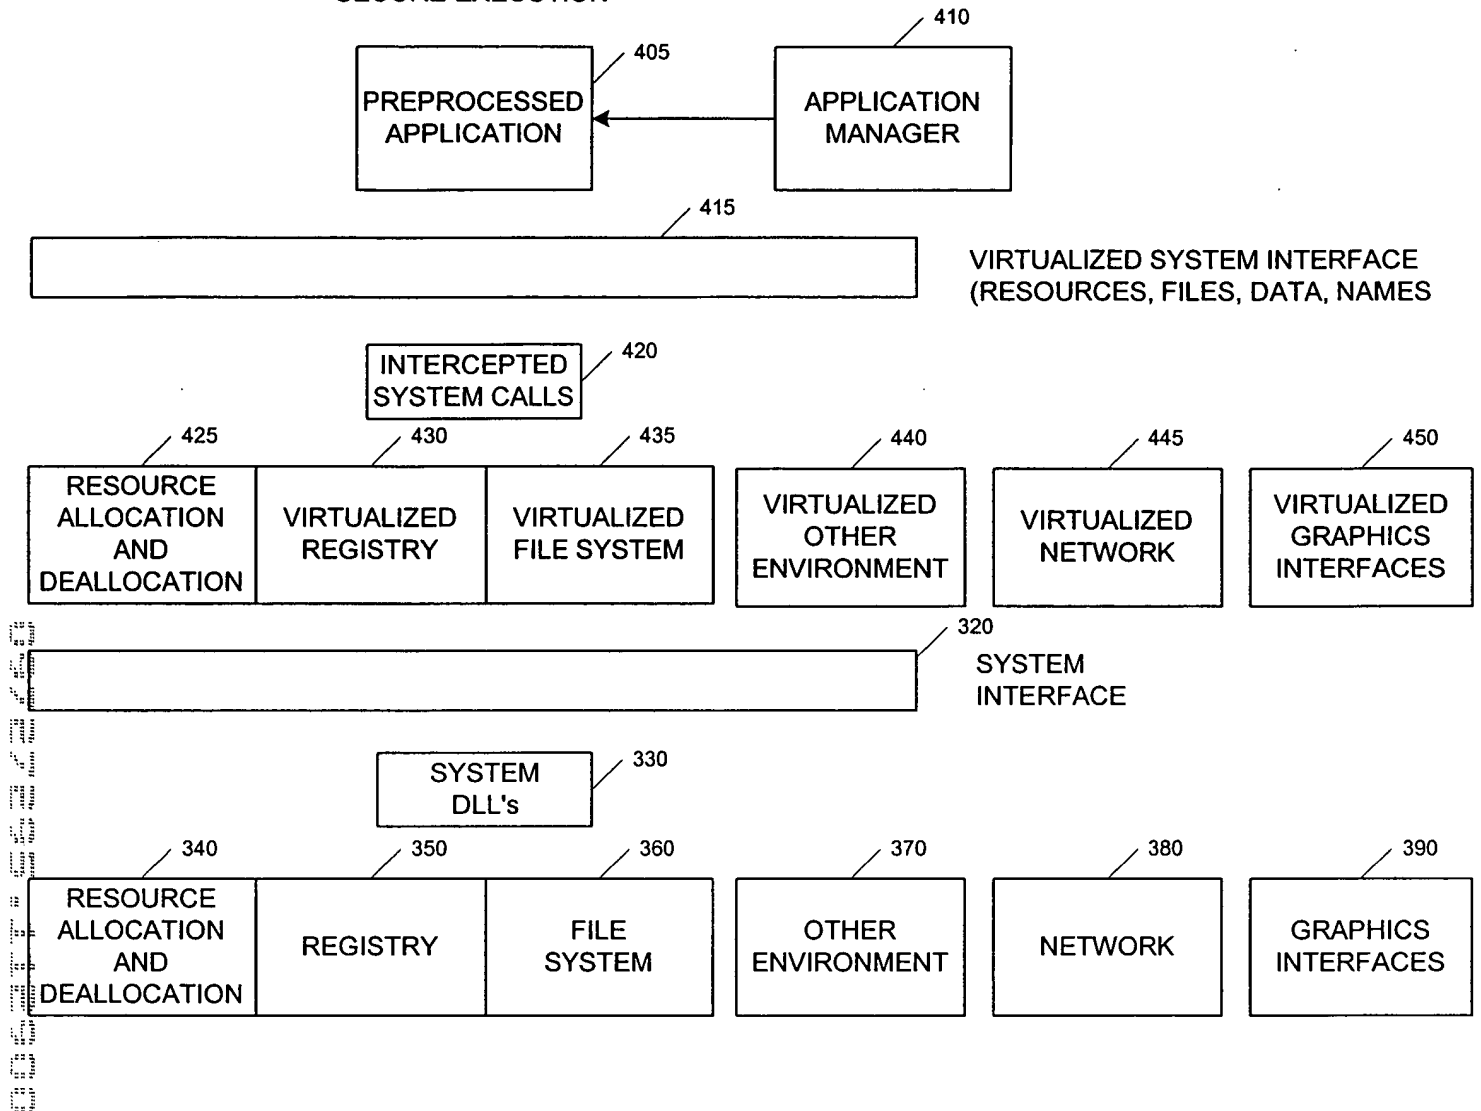 410
405
PREPROCESSED
APPLICATION
APPLICATION
MANAGER
415
VIRTUALIZED SYSTEM INTERFACE
(RESOURCES, FILES, DATA, NAMES
INTERCEPTED
SYSTEM CALLS
420
425
430
435
440
445
450
RESOURCE
ALLOCATION
AND
DEALLOCATION
VIRTUALIZED
REGISTRY
VIRTUALIZED
FILE SYSTEM
VIRTUALIZED
OTHER
ENVIRONMENT
VIRTUALIZED
NETWORK
VIRTUALIZED
GRAPHICS
INTERFACES
320
SYSTEM
INTERFACE
SYSTEM
DLL's
330
340
350
360
370
380
390
RESOURCE
ALLOCATION
AND
DEALLOCATION
REGISTRY
FILE
SYSTEM
OTHER
ENVIRONMENT
NETWORK
GRAPHICS
INTERFACES